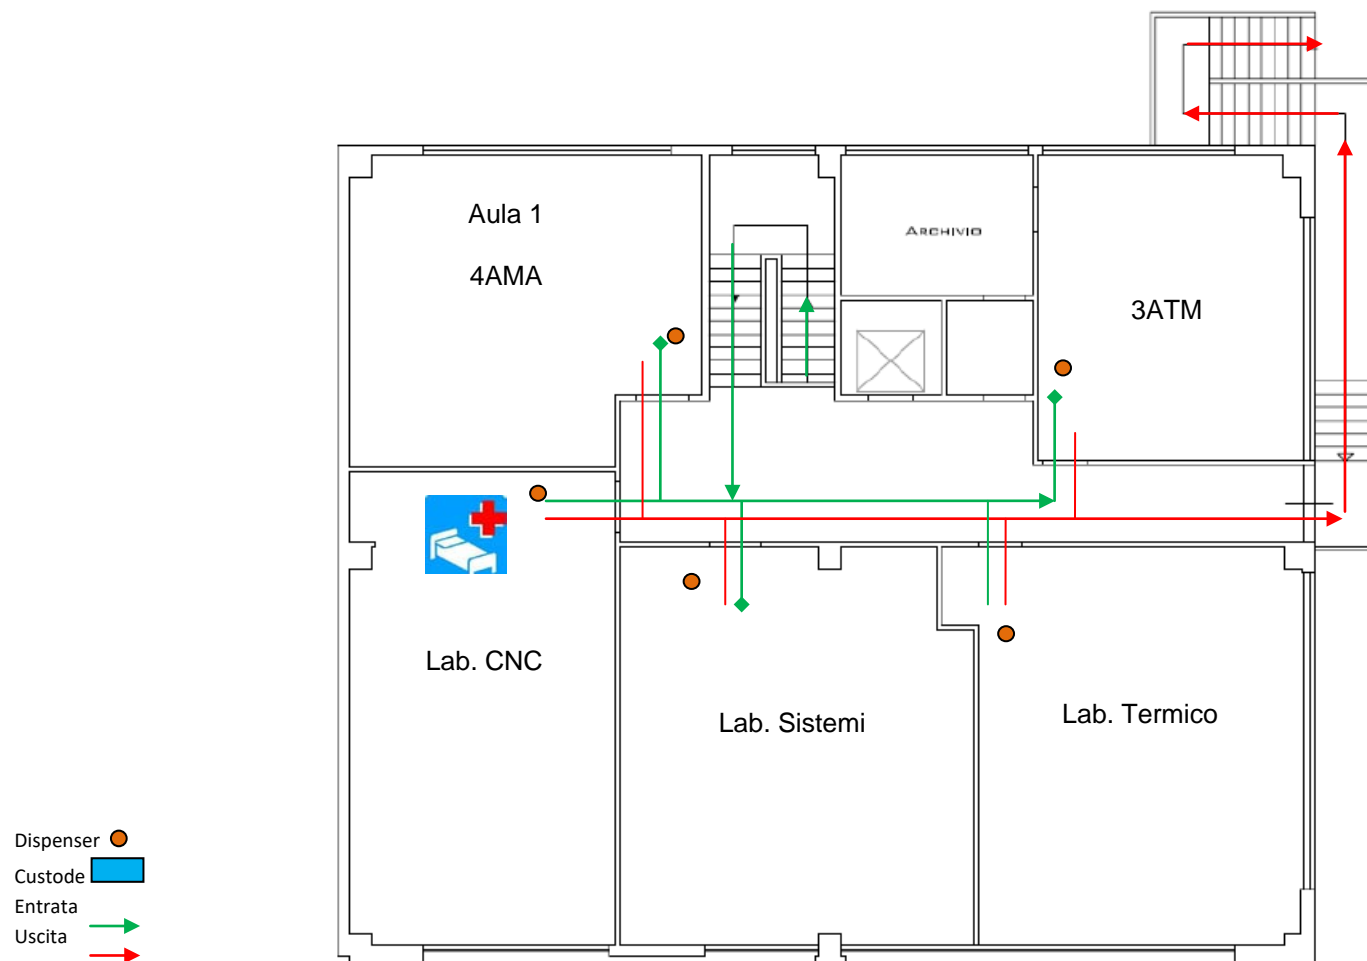 Aula 1
4AMA
ARCHIVIO
3ATM
Lab. CNC
Lab. Sistemi
Lab. Termico
Dispenser
Custode
Entrata
Uscita